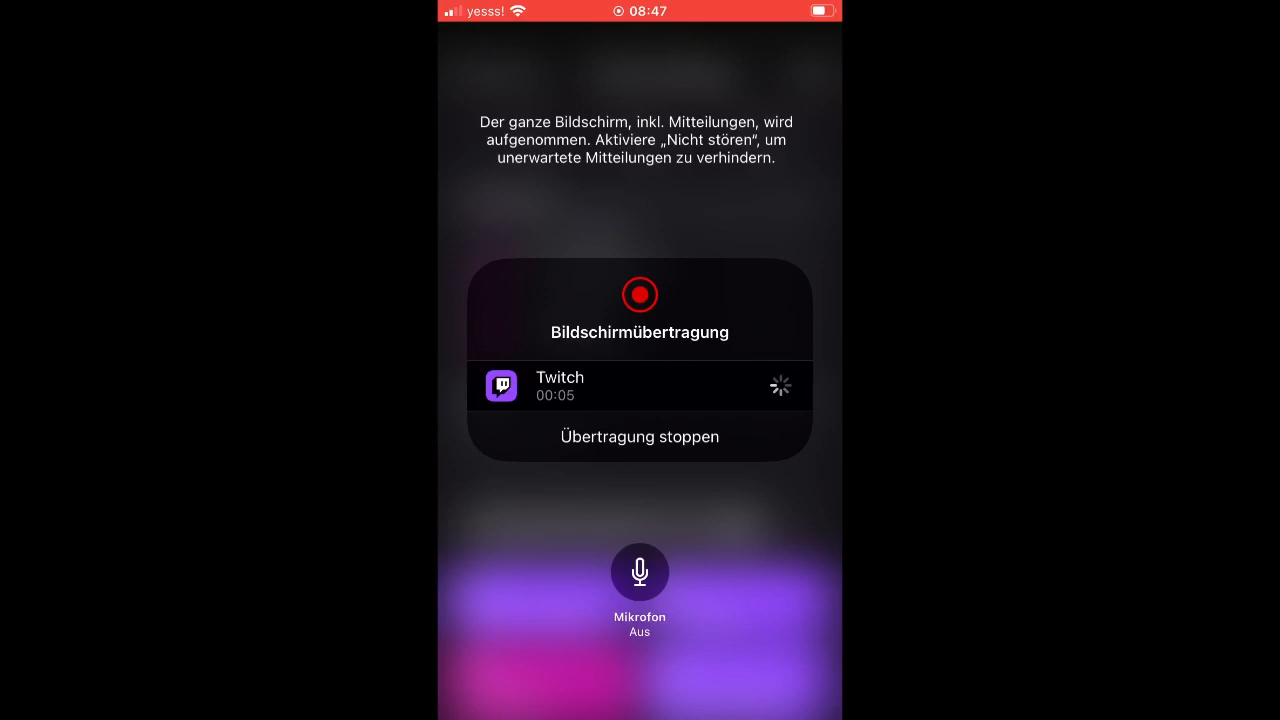 yesss! 08:47
Der ganze Bildschirm, inkl. Mitteilungen, wird
aufgenommen. Aktiviere „Nicht stören“, um
unerwartete Mitteilungen zu verhindern.
Bildschirmübertragung
Twitch
00:05
Übertragung stoppen
Mikrofon
Aus